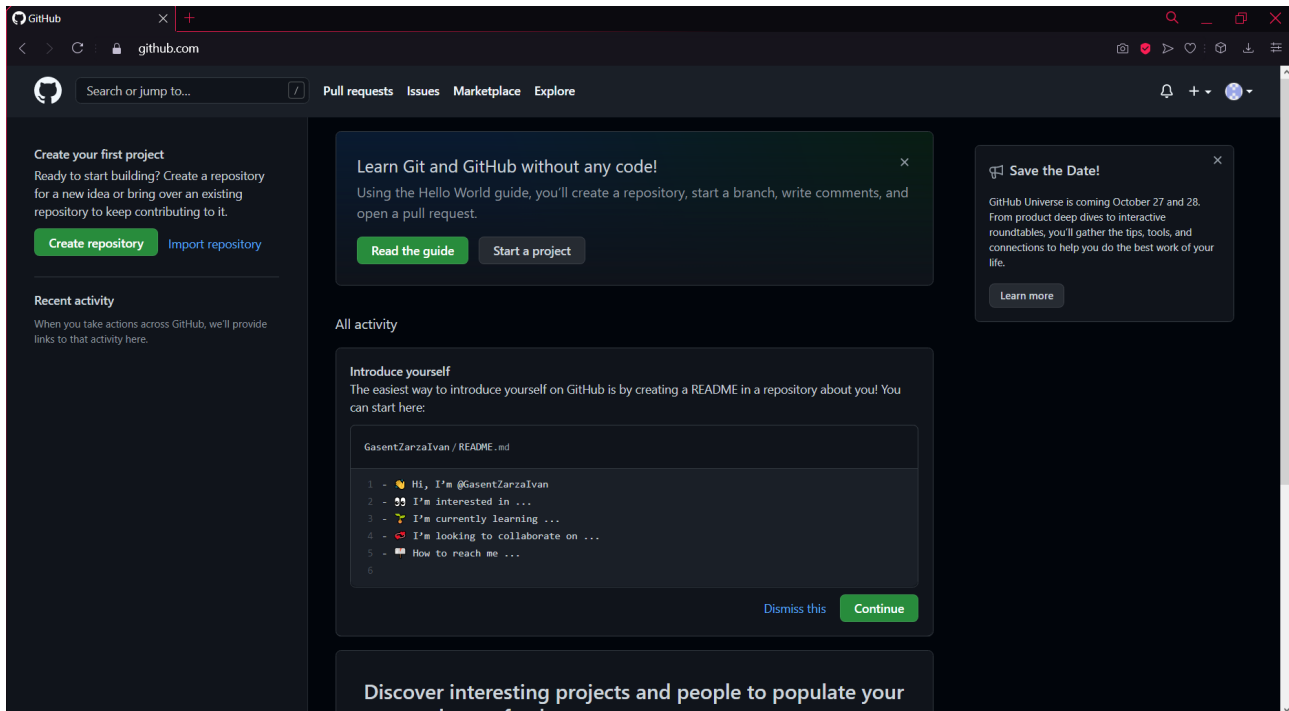 GitHub
github.com
Search or jump to... /
Pull requests Issues Marketplace Explore
Create your first project
Ready to start building? Create a repository
for a new idea or bring over an existing
repository to keep contributing to it.
Create repository Import repository
Recent activity
When you take actions across GitHub, we'll provide
links to that activity here.
Learn Git and GitHub without any code!
Using the Hello World guide, you'll create a repository, start a branch, write comments, and
open a pull request.
Read the guide Start a project
All activity
Introduce yourself
The easiest way to introduce yourself on GitHub is by creating a README in a repository about you! You
can start here:
GasentZarzaIvan/README.md
1 - 👋 Hi, I'm @GasentZarzaIvan
2 - 👀 I'm interested in ...
3 - 🌱 I'm currently learning ...
4 - 💞️ I'm looking to collaborate on ...
5 - 📫 How to reach me ...
6
Dismiss this Continue
Discover interesting projects and people to populate your
Save the Date!
GitHub Universe is coming October 27 and 28.
From product deep dives to interactive
roundtables, you'll gather the tips, tools, and
connections to help you do the best work of your
life.
Learn more